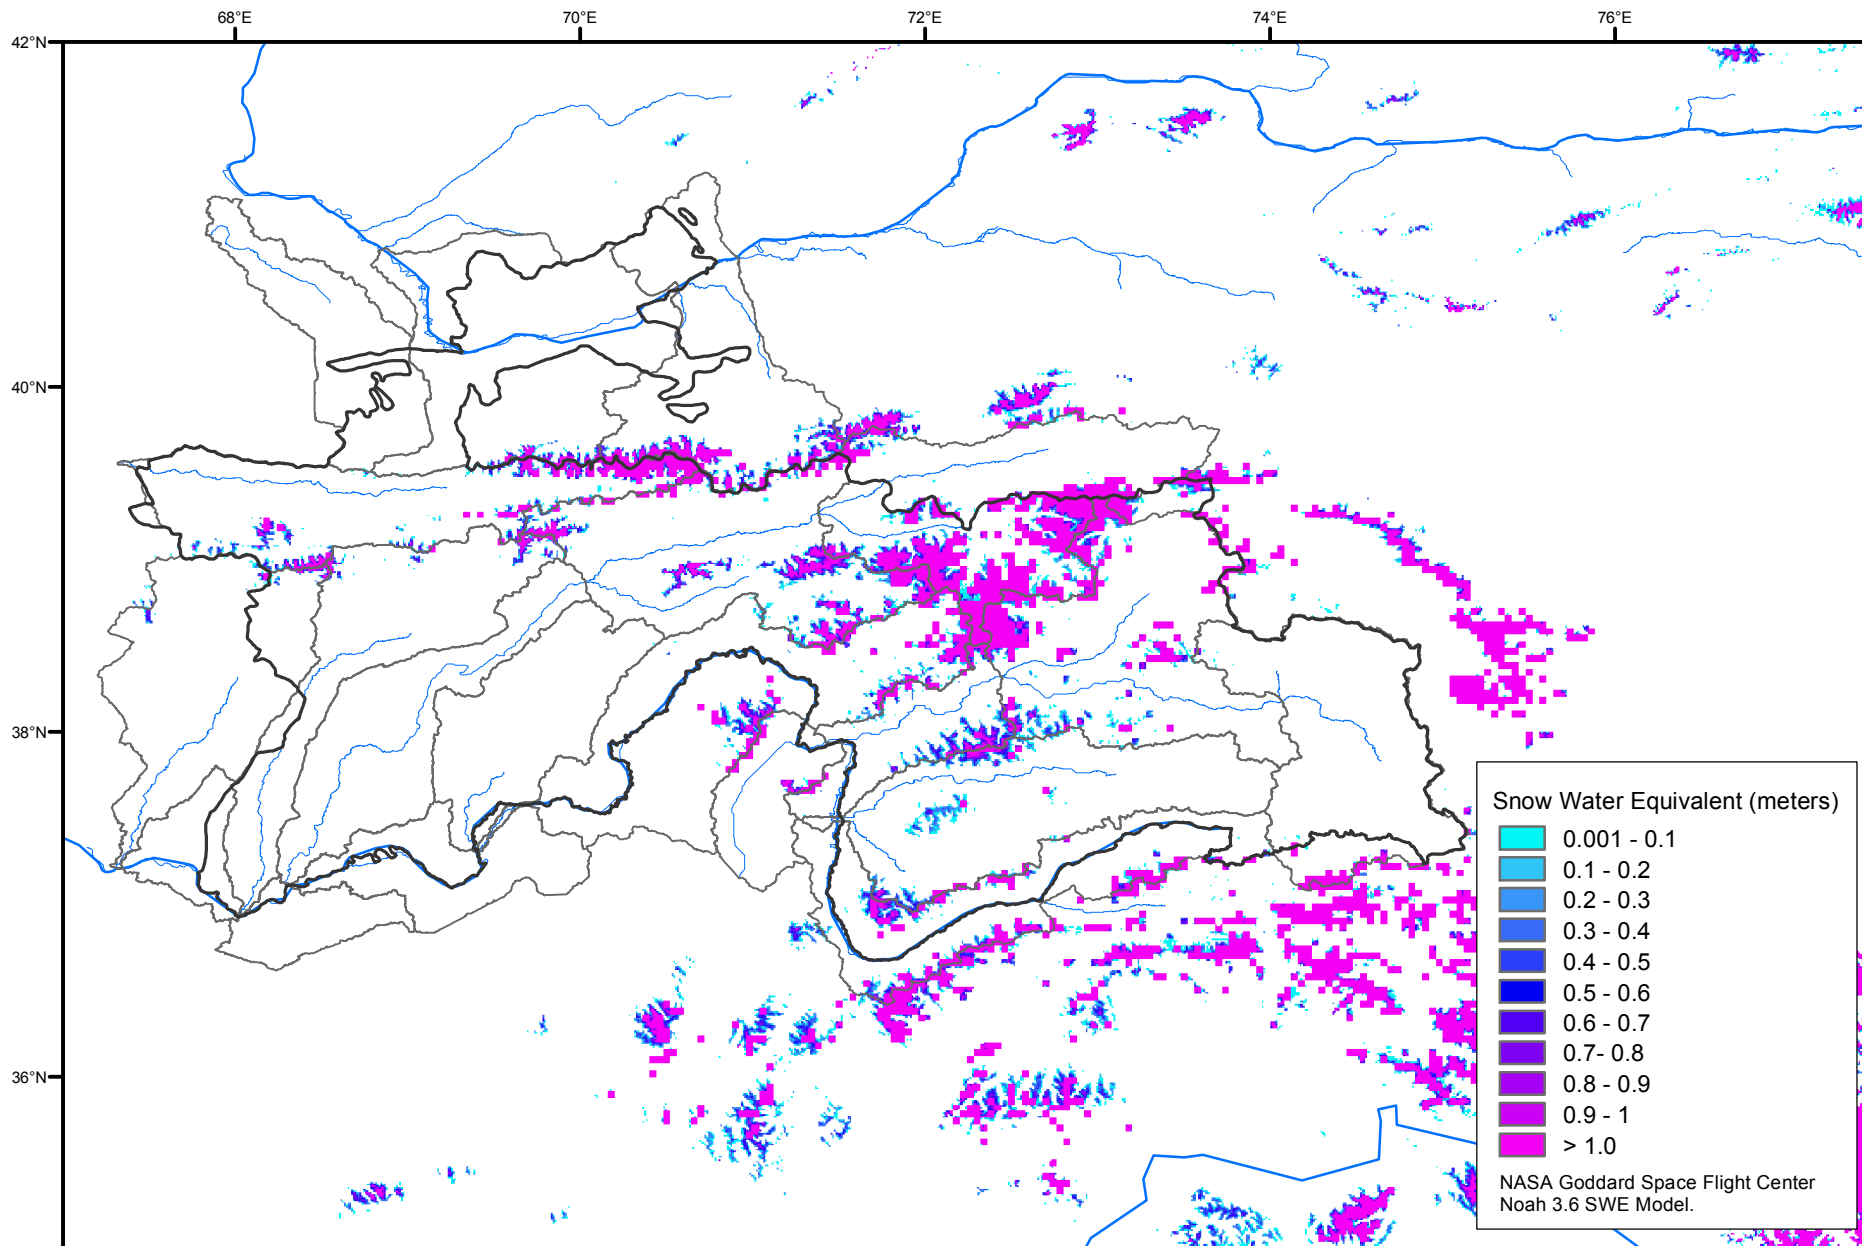 68°E 70°E 72°E 74°E 76°E
42°N
40°N
38°N
36°N
Snow Water Equivalent (meters)
0.001 - 0.1
0.1 - 0.2
0.2 - 0.3
0.3 - 0.4
0.4 - 0.5
0.5 - 0.6
0.6 - 0.7
0.7- 0.8
0.8 - 0.9
0.9 - 1
> 1.0
NASA Goddard Space Flight Center
Noah 3.6 SWE Model.